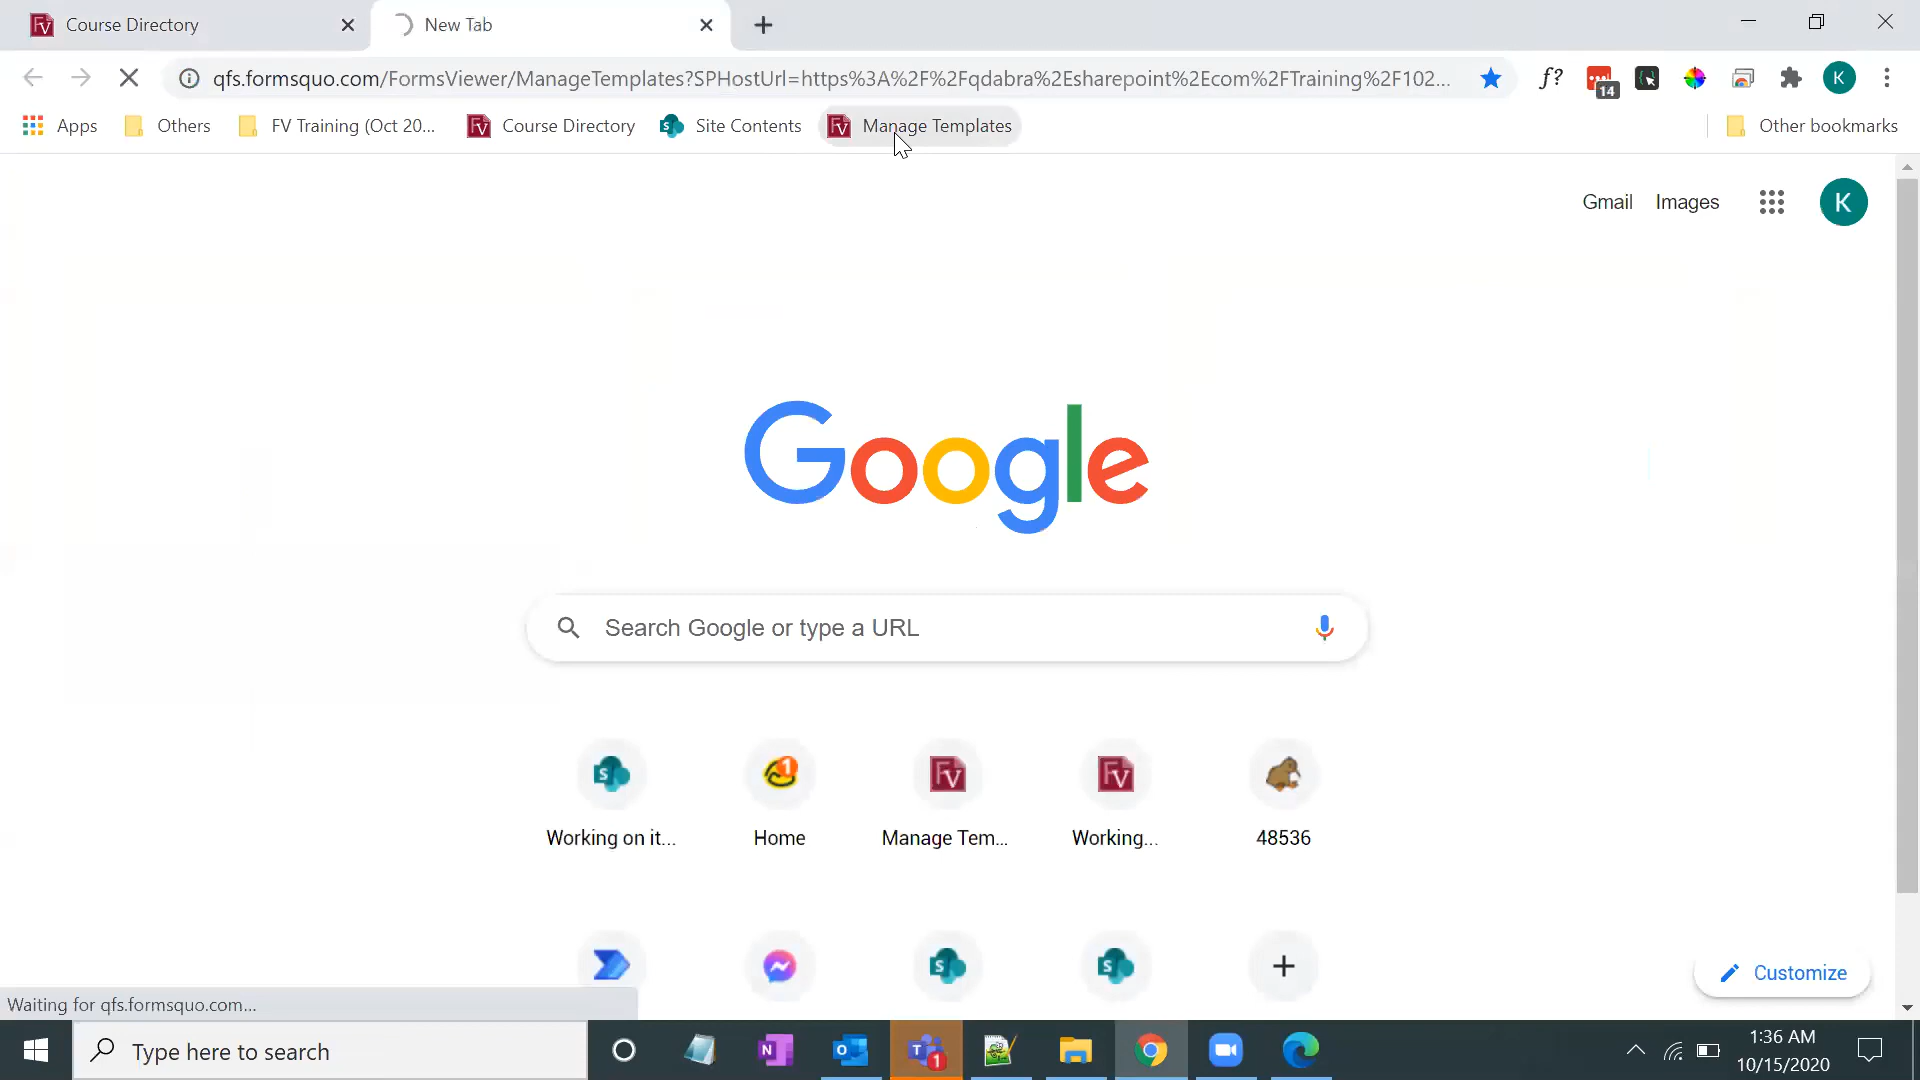 Course Directory
New Tab
qfs.formsquo.com/FormsViewer/ManageTemplates?SPHostUrl=https%3A%2F%2Fqdabra%2Esharepoint%2Ecom%2FTraining%2F102...
f?
14
K
Apps
Others
FV Training (Oct 20...
Course Directory
Site Contents
Manage Templates
Other bookmarks
Gmail
Images
K
Google
Search Google or type a URL
Working on it...
Home
Manage Tem...
Working...
48536
Customize
Waiting for qfs.formsquo.com...
Type here to search
1:36 AM
10/15/2020